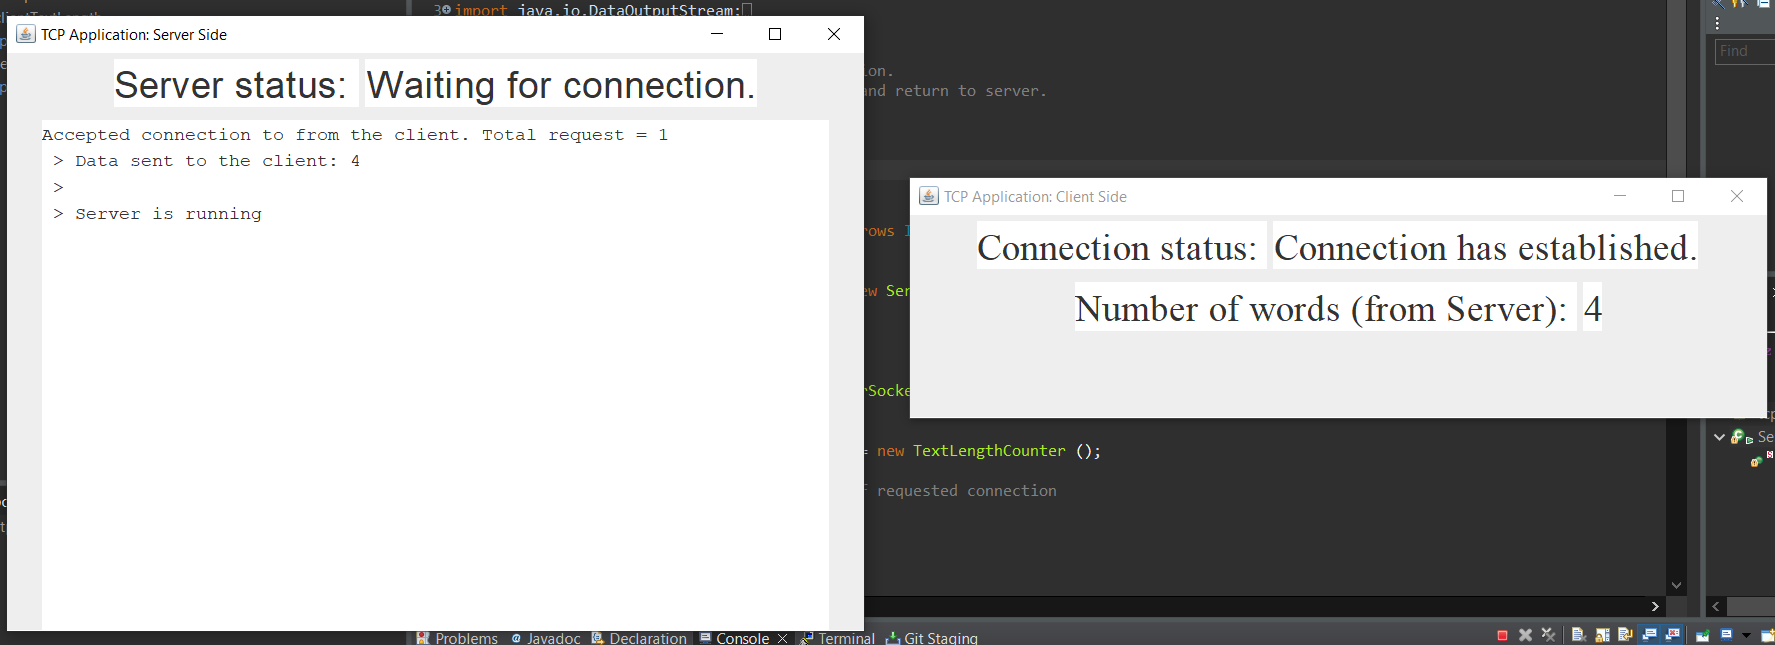 import java.io.DataOutputStream;
TCP Application: Server Side
Server status: Waiting for connection.
Accepted connection to from the client. Total request = 1
> Data sent to the client: 4
>
> Server is running
ion.
and return to server.
Find
TCP Application: Client Side
Connection status: Connection has established.
Number of words (from Server): 4
rows I
ew Ser
rSocke
= new TextLengthCounter ();
f requested connection
Se
Problems @ Javadoc Declaration Console Terminal Git Staging